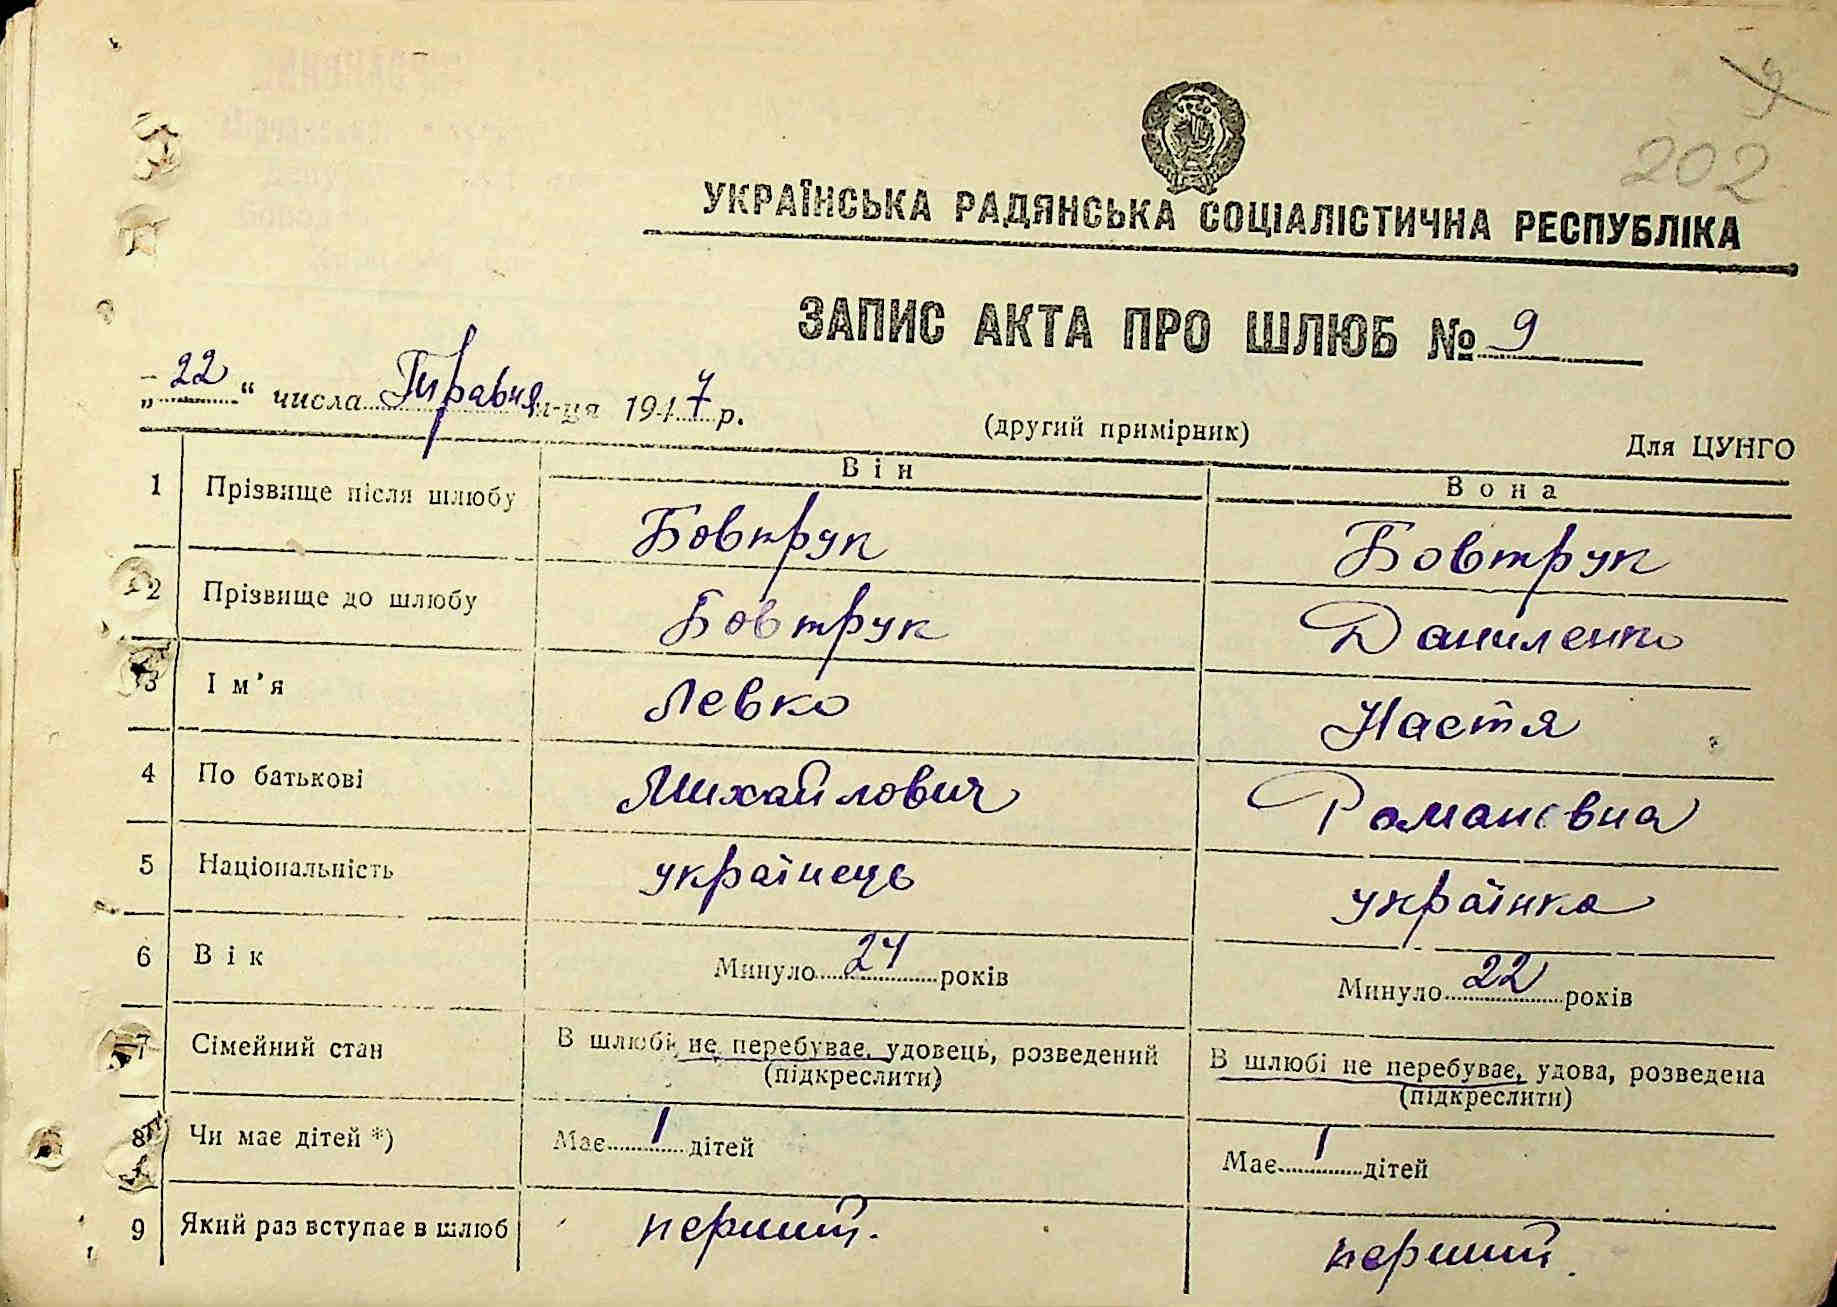 202
УКРАЇНСЬКА РАДЯНСЬКА СОЦІАЛІСТИЧНА РЕСПУБЛІКА
ЗАПИС АКТА ПРО ШЛЮБ № 9
„22“ числа Травня м-ця 1947 р.
(другий примірник)
Для ЦУНГО
Він Вона
1 Прізвище після шлюбу Бовтрук Бовтрук
2 Прізвище до шлюбу Бовтрук Даниленко
3 Ім'я Левко Настя
4 По батькові Михайлович Романовна
5 Національність українець українка
6 Вік Минуло 24 років Минуло 22 років
7 Сімейний стан В шлюбі не перебуває, удовець, розведений В шлюбі не перебуває, удова, розведена
(підкреслити) (підкреслити)
8 Чи має дітей *) Має 1 дітей Має 1 дітей
9 Який раз вступає в шлюб перший. перший.